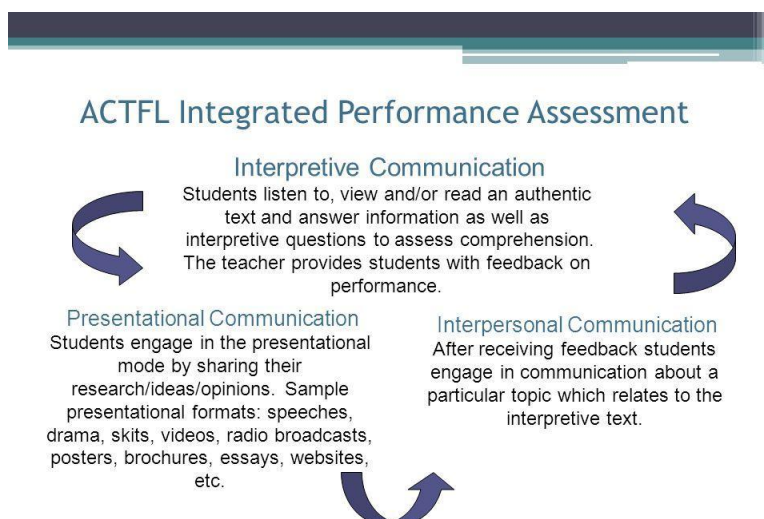 ACTFL Integrated Performance Assessment
Interpretive Communication
Students listen to, view and/or read an authentic
text and answer information as well as
interpretive questions to assess comprehension.
The teacher provides students with feedback on
performance.
Presentational Communication
Students engage in the presentational
mode by sharing their
research/ideas/opinions. Sample
presentational formats: speeches,
drama, skits, videos, radio broadcasts,
posters, brochures, essays, websites,
etc.
Interpersonal Communication
After receiving feedback students
engage in communication about a
particular topic which relates to the
interpretive text.